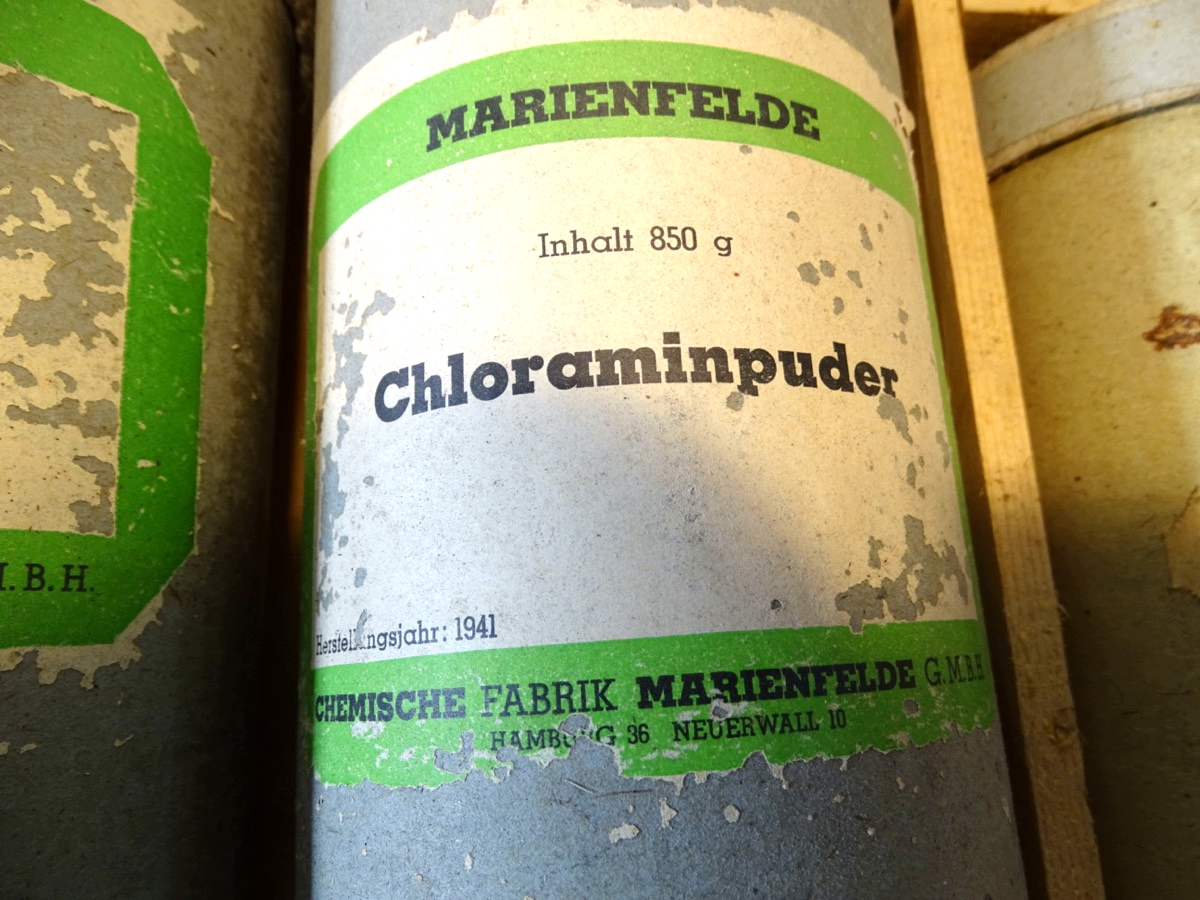 MARIENFELDE
Inhalt 850 g
Chloraminpuder
Herstellungsjahr: 1941
CHEMISCHE FABRIK MARIENFELDE G.M.B.H
HAMBURG 36 NEUERWALL 10
.B.H.